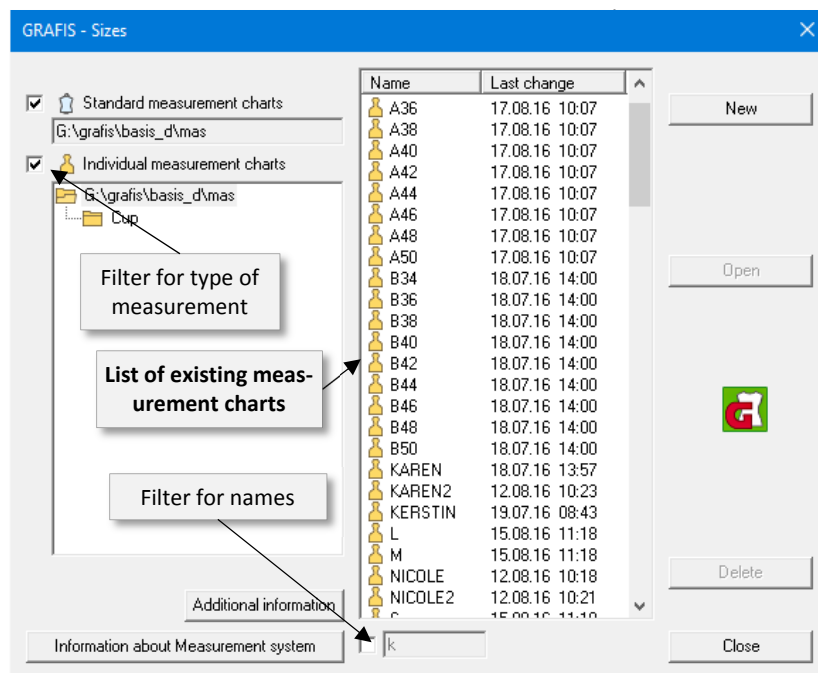 GRAFIS - Sizes
Standard measurement charts
G:\grafis\basis_d\mas
Individual measurement charts
G:\grafis\basis_d\mas
Cup
Filter for type of
measurement
List of existing meas-
urement charts
Filter for names
Additional information
Information about Measurement system
Name Last change
A36 17.08.16 10:07
A38 17.08.16 10:07
A40 17.08.16 10:07
A42 17.08.16 10:07
A44 17.08.16 10:07
A46 17.08.16 10:07
A48 17.08.16 10:07
A50 17.08.16 10:07
B34 18.07.16 14:00
B36 18.07.16 14:00
B38 18.07.16 14:00
B40 18.07.16 14:00
B42 18.07.16 14:00
B44 18.07.16 14:00
B46 18.07.16 14:00
B48 18.07.16 14:00
B50 18.07.16 14:00
KAREN 18.07.16 13:57
KAREN2 12.08.16 10:23
KERSTIN 19.07.16 08:43
L 15.08.16 11:18
M 15.08.16 11:18
NICOLE 12.08.16 10:18
NICOLE2 12.08.16 10:21
k
New
Open
G
Delete
Close